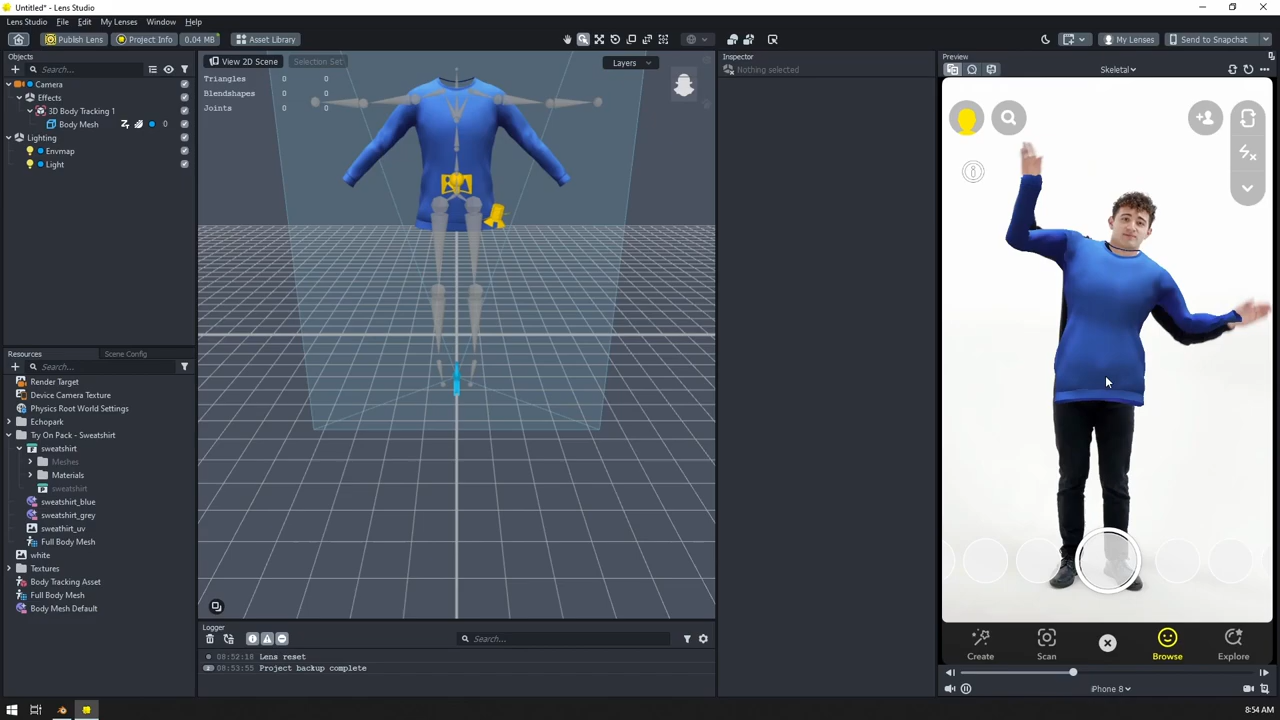 Untitled* - Lens Studio
Lens Studio File Edit My Lenses Window Help
Publish Lens Project Info 0.04 MB Asset Library My Lenses Send to Snapchat
Objects
Search...
Camera
Effects
3D Body Tracking 1
Body Mesh 0
Lighting
Envmap
Light
Resources Scene Config
Search...
Render Target
Device Camera Texture
Physics Root World Settings
Echopark
Try On Pack - Sweatshirt
sweatshirt
Meshes
Materials
sweatshirt
sweatshirt_blue
sweatshirt_grey
sweathirt_uv
Full Body Mesh
white
Textures
Body Tracking Asset
Full Body Mesh
Body Mesh Default
View 2D Scene Selection Set Layers
Triangles 0 0
Blendshapes 0 0
Joints 0 0
Logger
Search...
08:52:18 Lens reset
08:53:55 Project backup complete
Inspector
Nothing selected
Preview
Skeletal
Create Scan Browse Explore
iPhone 8
8:54 AM